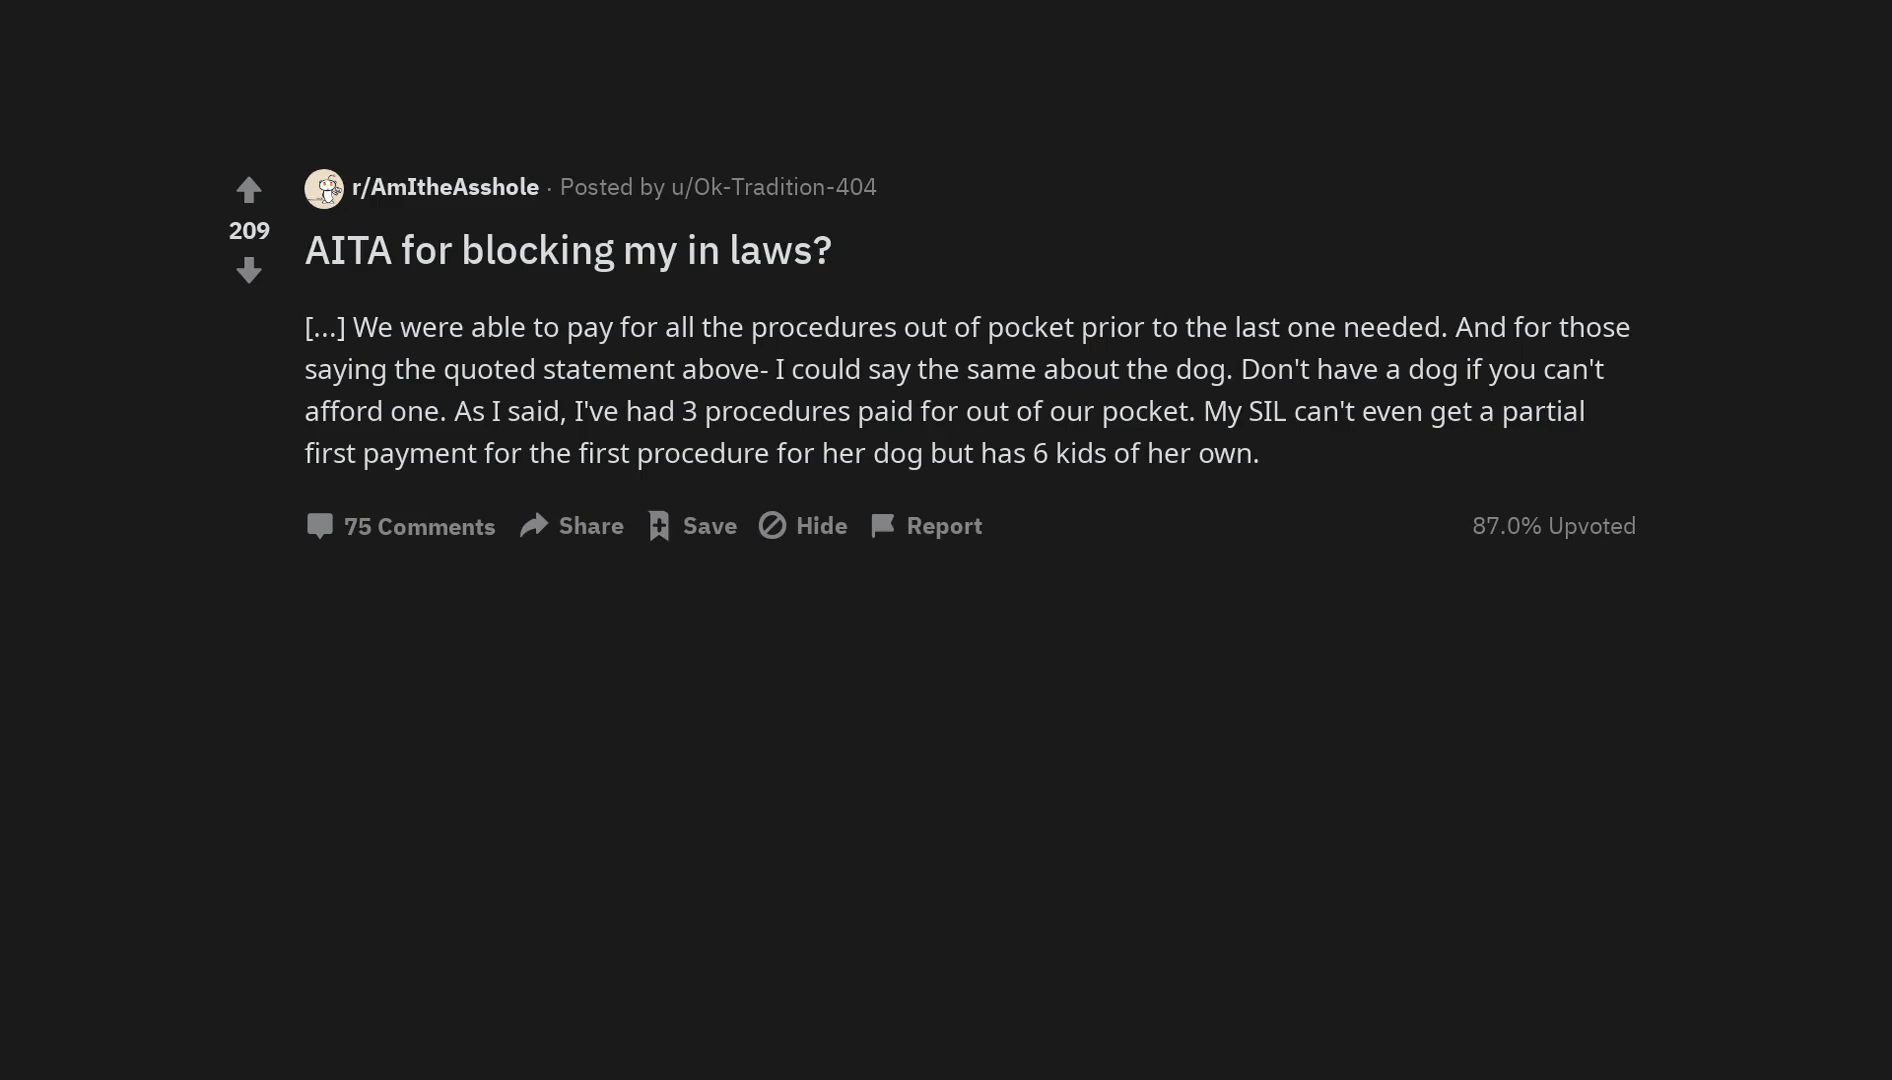 r/AmItheAsshole · Posted by u/Ok-Tradition-404
209
AITA for blocking my in laws?
[...] We were able to pay for all the procedures out of pocket prior to the last one needed. And for those
saying the quoted statement above- I could say the same about the dog. Don't have a dog if you can't
afford one. As I said, I've had 3 procedures paid for out of our pocket. My SIL can't even get a partial
first payment for the first procedure for her dog but has 6 kids of her own.
75 Comments Share Save Hide Report 87.0% Upvoted